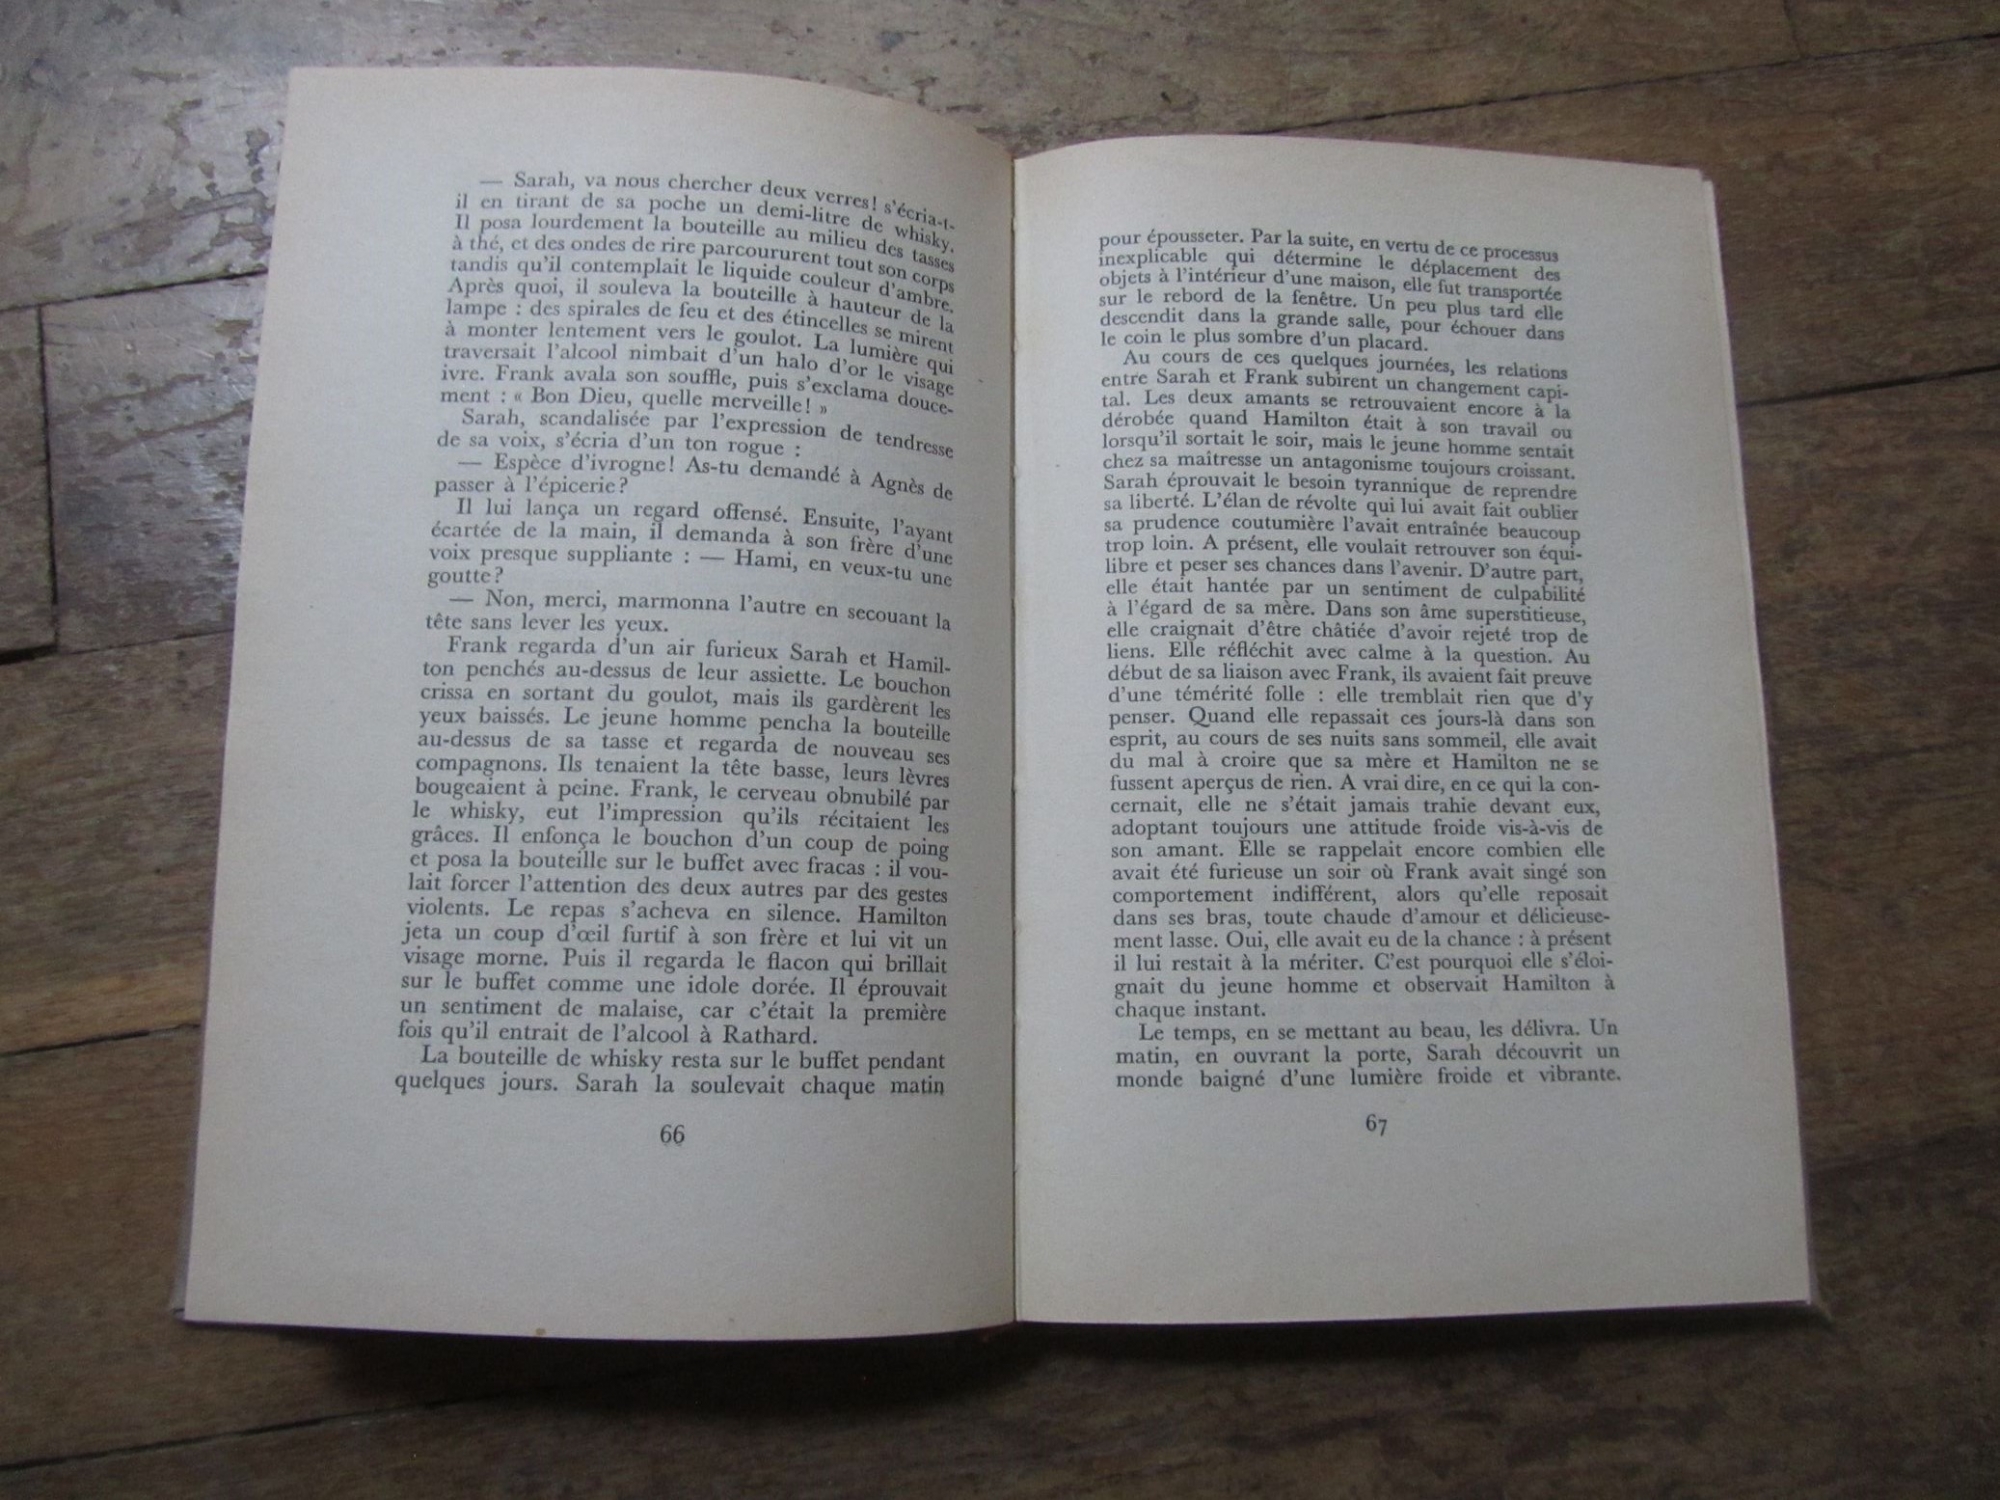 — Sarah, va nous chercher deux verres! s'écria-t-
il en tirant de sa poche un demi-litre de whisky.
Il posa lourdement la bouteille au milieu des tasses
à thé, et des ondes de rire parcoururent tout son corps
tandis qu'il contemplait le liquide couleur d'ambre.
Après quoi, il souleva la bouteille à hauteur de la
lampe : des spirales de feu et des étincelles se mirent
à monter lentement vers le goulot. La lumière qui
traversait l'alcool nimbait d'un halo d'or le visage
ivre. Frank avala son souffle, puis s'exclama douce-
ment : « Bon Dieu, quelle merveille! »
Sarah, scandalisée par l'expression de tendresse
de sa voix, s'écria d'un ton rogue :
— Espèce d'ivrogne! As-tu demandé à Agnès de
passer à l'épicerie?
Il lui lança un regard offensé. Ensuite, l'ayant
écartée de la main, il demanda à son frère d'une
voix presque suppliante : — Hami, en veux-tu une
goutte?
— Non, merci, marmonna l'autre en secouant la
tête sans lever les yeux.
Frank regarda d'un air furieux Sarah et Hamil-
ton penchés au-dessus de leur assiette. Le bouchon
crissa en sortant du goulot, mais ils gardèrent les
yeux baissés. Le jeune homme pencha la bouteille
au-dessus de sa tasse et regarda de nouveau ses
compagnons. Ils tenaient la tête basse, leurs lèvres
bougeaient à peine. Frank, le cerveau obnubilé par
le whisky, eut l'impression qu'ils récitaient les
grâces. Il enfonça le bouchon d'un coup de poing
et posa la bouteille sur le buffet avec fracas : il vou-
lait forcer l'attention des deux autres par des gestes
violents. Le repas s'acheva en silence. Hamilton
jeta un coup d'œil furtif à son frère et lui vit un
visage morne. Puis il regarda le flacon qui brillait
sur le buffet comme une idole dorée. Il éprouvait
un sentiment de malaise, car c'était la première
fois qu'il entrait de l'alcool à Rathard.
La bouteille de whisky resta sur le buffet pendant
quelques jours. Sarah la soulevait chaque matin
66
pour épousseter. Par la suite, en vertu de ce processus
inexplicable qui détermine le déplacement des
objets à l'intérieur d'une maison, elle fut transportée
sur le rebord de la fenêtre. Un peu plus tard elle
descendit dans la grande salle, pour échouer dans
le coin le plus sombre d'un placard.
Au cours de ces quelques journées, les relations
entre Sarah et Frank subirent un changement capi-
tal. Les deux amants se retrouvaient encore à la
dérobée quand Hamilton était à son travail ou
lorsqu'il sortait le soir, mais le jeune homme sentait
chez sa maîtresse un antagonisme toujours croissant.
Sarah éprouvait le besoin tyrannique de reprendre
sa liberté. L'élan de révolte qui lui avait fait oublier
sa prudence coutumière l'avait entraînée beaucoup
trop loin. A présent, elle voulait retrouver son équi-
libre et peser ses chances dans l'avenir. D'autre part,
elle était hantée par un sentiment de culpabilité
à l'égard de sa mère. Dans son âme superstitieuse,
elle craignait d'être châtiée d'avoir rejeté trop de
liens. Elle réfléchit avec calme à la question. Au
début de sa liaison avec Frank, ils avaient fait preuve
d'une témérité folle : elle tremblait rien que d'y
penser. Quand elle repassait ces jours-là dans son
esprit, au cours de ses nuits sans sommeil, elle avait
du mal à croire que sa mère et Hamilton ne se
fussent aperçus de rien. A vrai dire, en ce qui la con-
cernait, elle ne s'était jamais trahie devant eux,
adoptant toujours une attitude froide vis-à-vis de
son amant. Elle se rappelait encore combien elle
avait été furieuse un soir où Frank avait singé son
comportement indifférent, alors qu'elle reposait
dans ses bras, toute chaude d'amour et délicieuse-
ment lasse. Oui, elle avait eu de la chance : à présent
il lui restait à la mériter. C'est pourquoi elle s'éloi-
gnait du jeune homme et observait Hamilton à
chaque instant.
Le temps, en se mettant au beau, les délivra. Un
matin, en ouvrant la porte, Sarah découvrit un
monde baigné d'une lumière froide et vibrante.
67